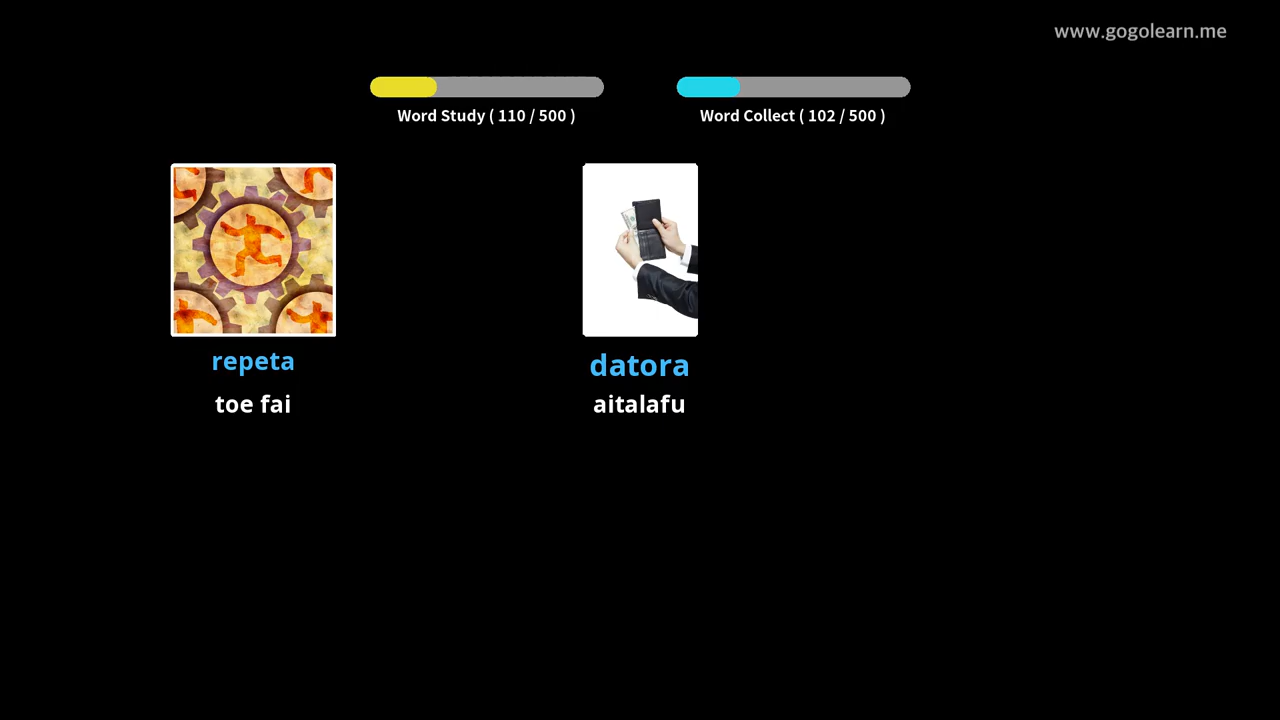 www.gogolearn.me
Word Study ( 110 / 500 )
Word Collect ( 102 / 500 )
repeta
toe fai
datora
aitalafu